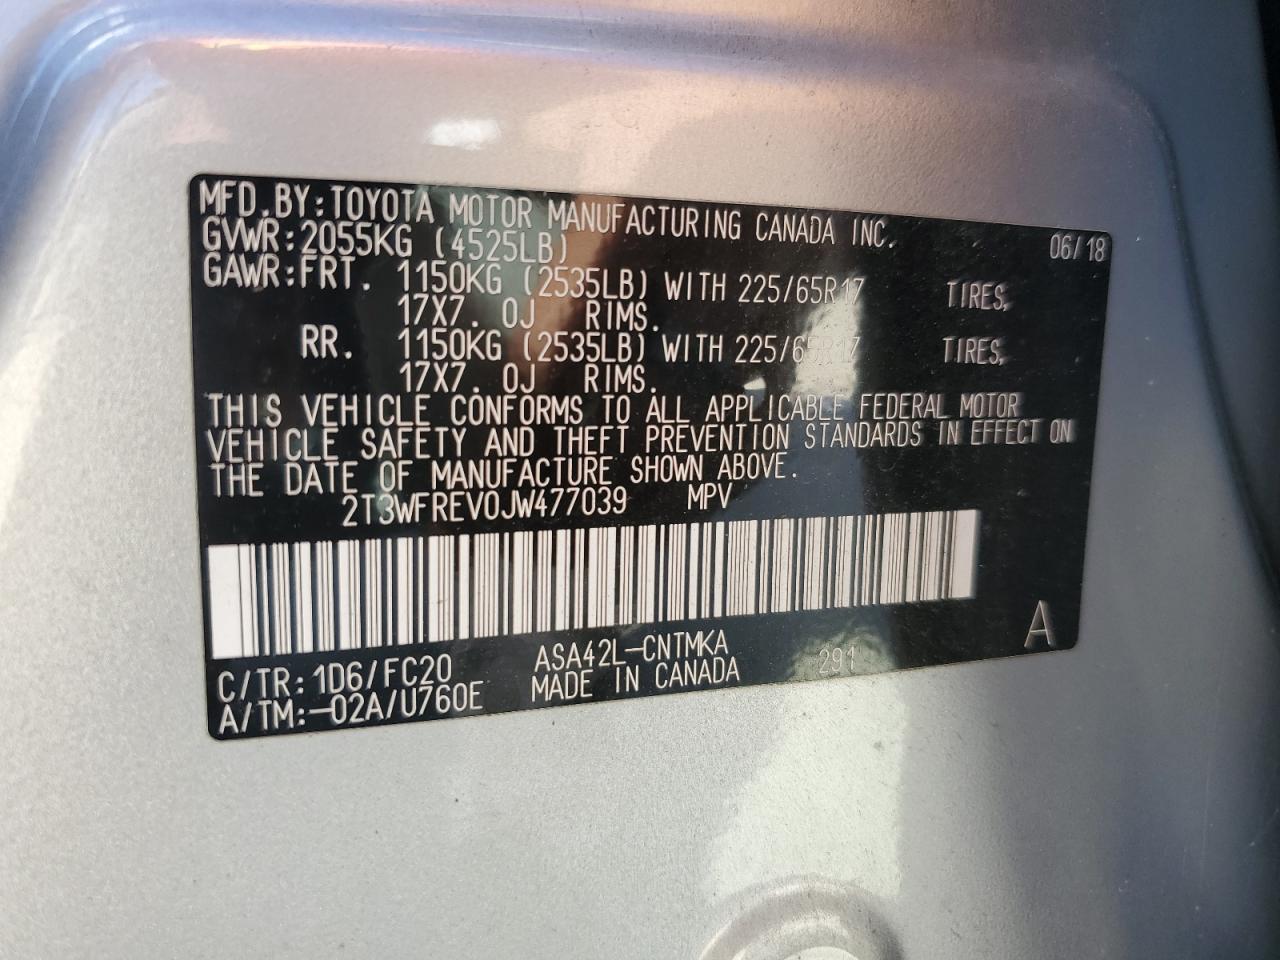 MFD.BY:TOYOTA MOTOR MANUFACTURING CANADA INC. 06/18
GVWR:2055KG (4525LB)
GAWR:FRT. 1150KG (2535LB) WITH 225/65R17 TIRES,
17X7.0J RIMS.
RR. 1150KG (2535LB) WITH 225/65R17 TIRES,
17X7.0J RIMS.
THIS VEHICLE CONFORMS TO ALL APPLICABLE FEDERAL MOTOR
VEHICLE SAFETY AND THEFT PREVENTION STANDARDS IN EFFECT ON
THE DATE OF MANUFACTURE SHOWN ABOVE.
2T3WFREV0JW477039 MPV
A
C/TR:1D6/FC20 ASA42L-CNTMKA 291
A/TM:-02A/U760E MADE IN CANADA